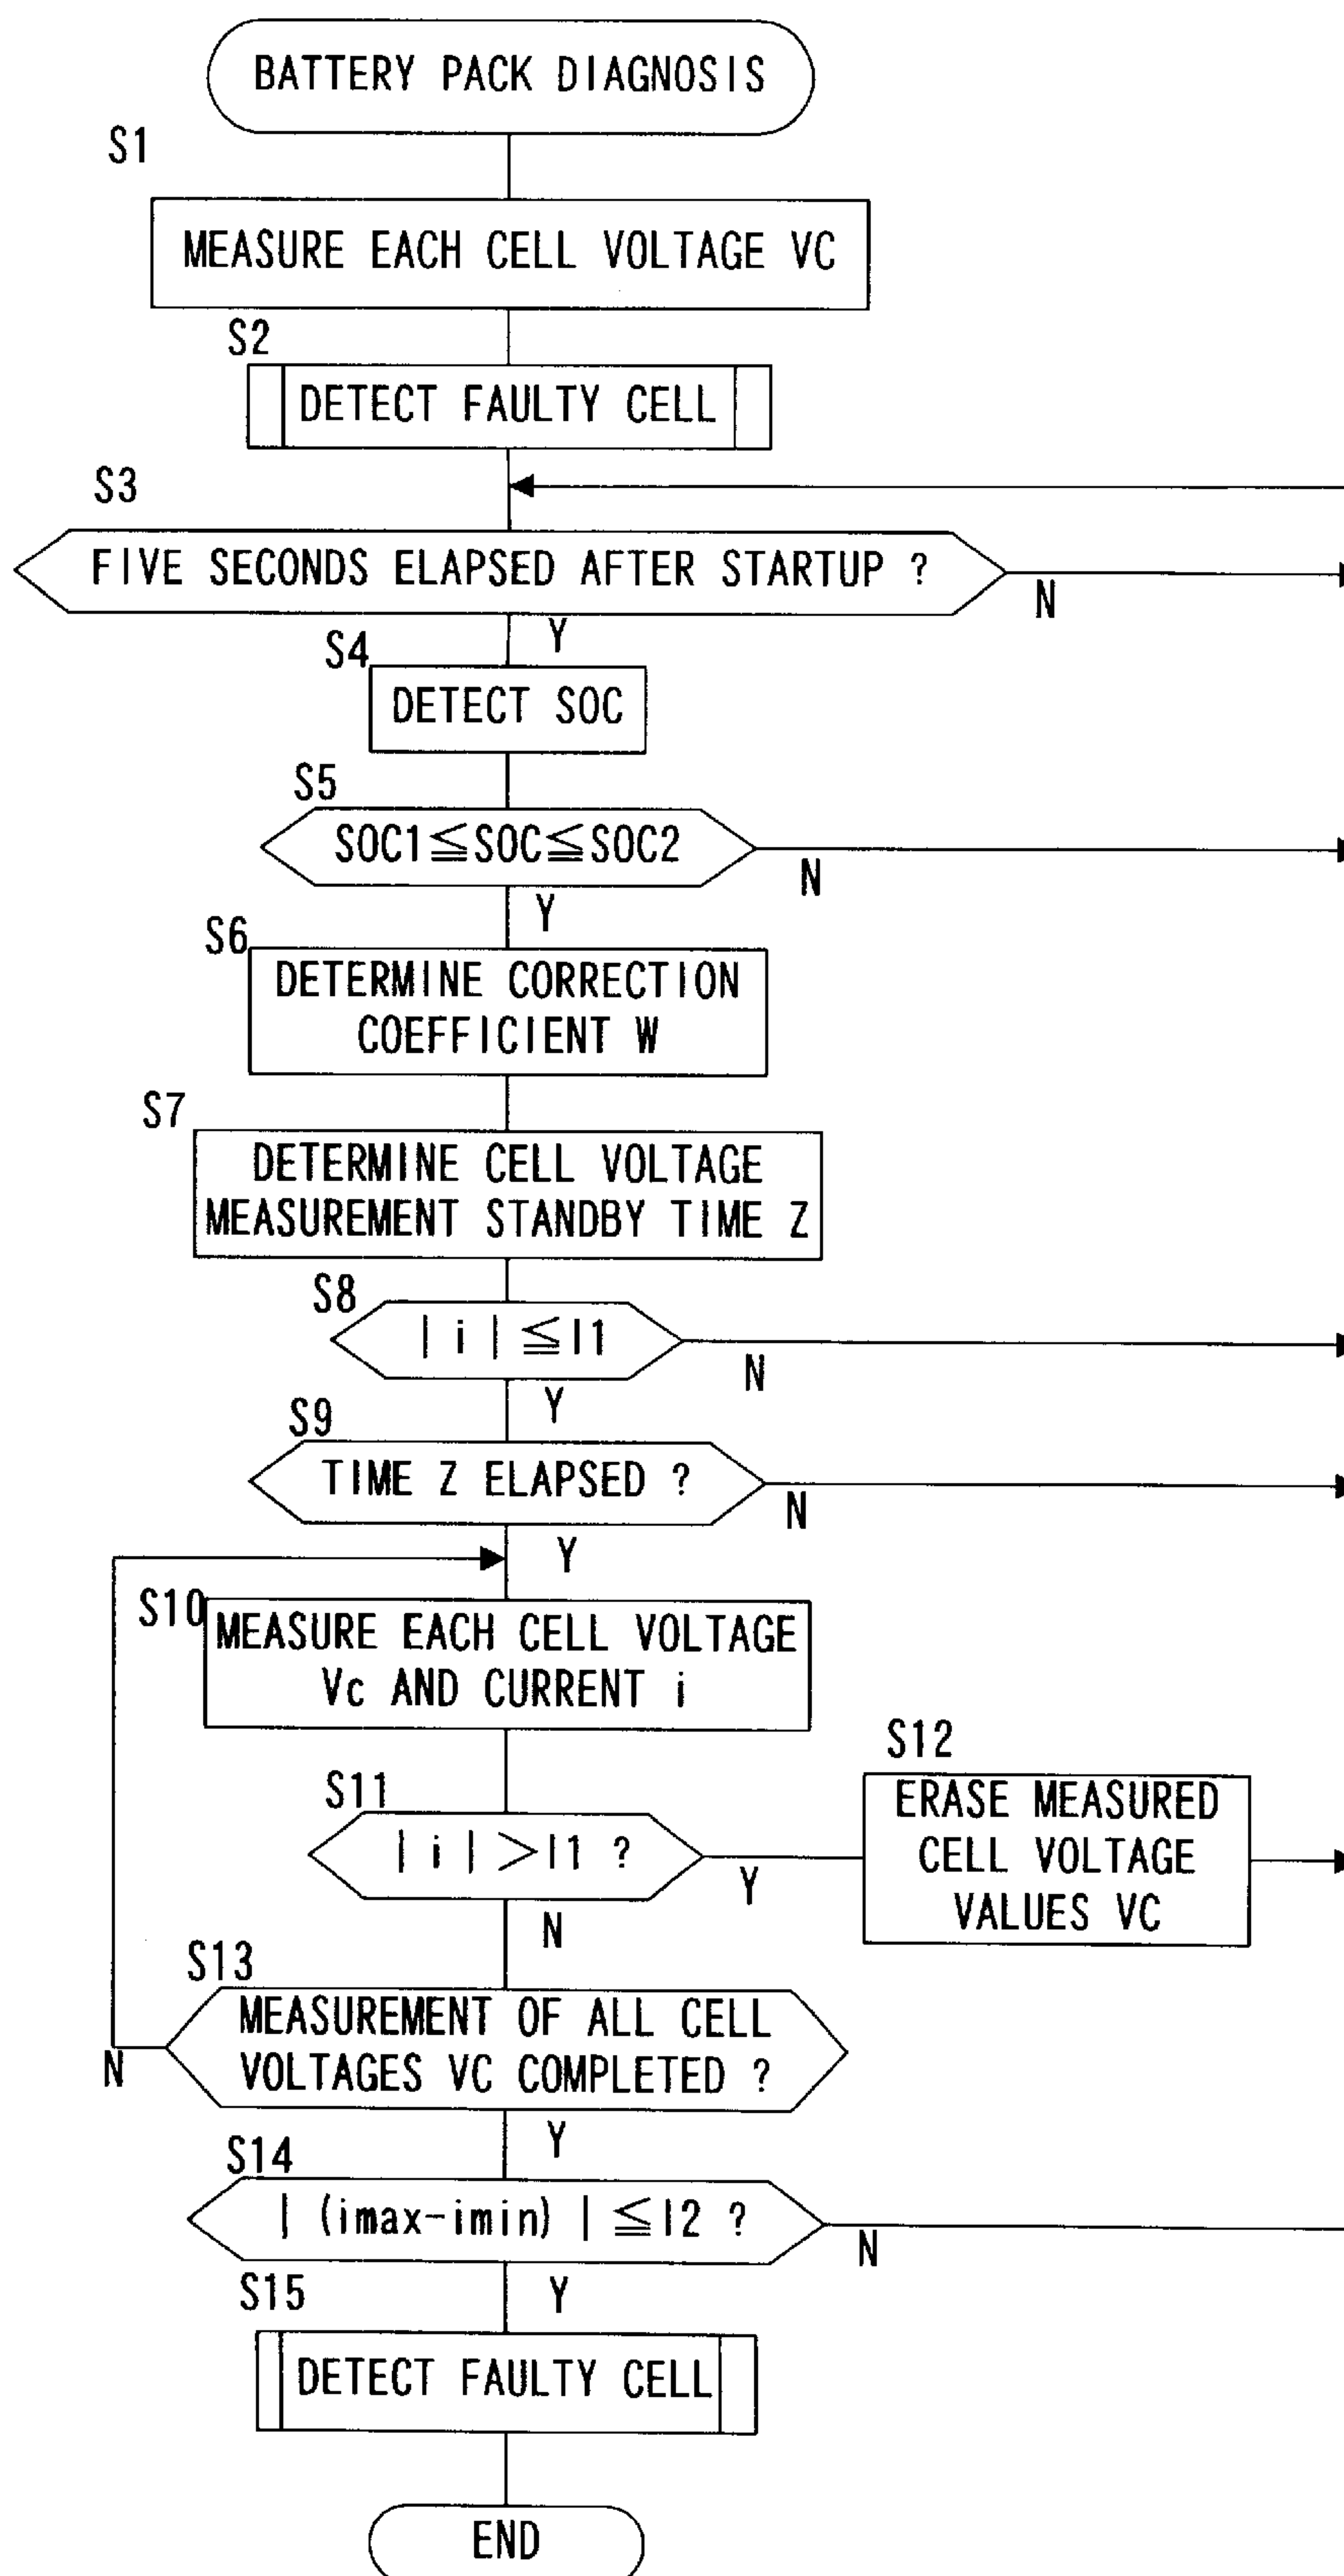 BATTERY PACK DIAGNOSIS
S1
MEASURE EACH CELL VOLTAGE VC
S2
DETECT FAULTY CELL
S3
FIVE SECONDS ELAPSED AFTER STARTUP ?
N
Y
S4
DETECT SOC
S5
SOC1≦SOC≦SOC2
N
Y
S6
DETERMINE CORRECTION
COEFFICIENT W
S7
DETERMINE CELL VOLTAGE
MEASUREMENT STANDBY TIME Z
S8
| i | ≦I1
N
Y
S9
TIME Z ELAPSED ?
N
Y
S10
MEASURE EACH CELL VOLTAGE
Vc AND CURRENT i
S11
| i | >I1 ?
Y
N
S12
ERASE MEASURED
CELL VOLTAGE
VALUES VC
S13
MEASUREMENT OF ALL CELL
VOLTAGES VC COMPLETED ?
N
Y
S14
| (imax-imin) | ≦I2 ?
N
Y
S15
DETECT FAULTY CELL
END